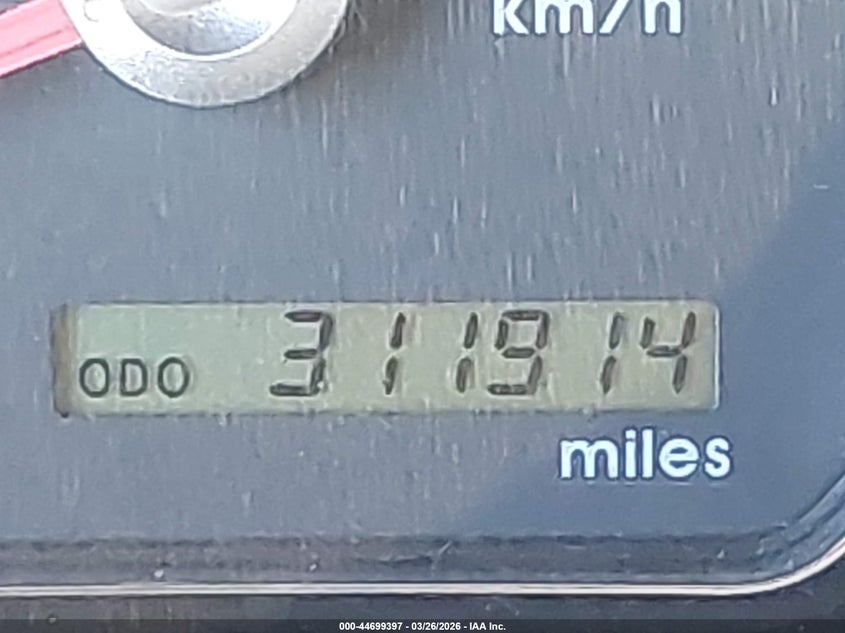 km/h
ODO 311914
miles
000-44699397 - 03/26/2026 - IAA Inc.